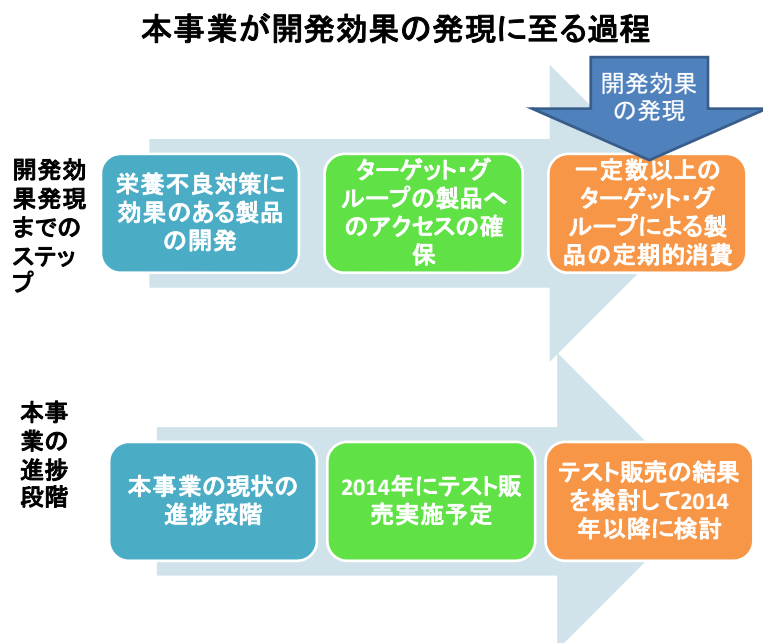 本事業が開発効果の発現に至る過程
開発効果
の発現
開発効
果発現
までの
ステッ
プ
栄養不良対策に
効果のある製品
の開発
ターゲット・グ
ループの製品へ
のアクセスの確
保
一定数以上の
ターゲット・グ
ループによる製
品の定期的消費
本事
業の
進捗
段階
本事業の現状の
進捗段階
2014年にテスト販
売実施予定
テスト販売の結果
を検討して2014
年以降に検討